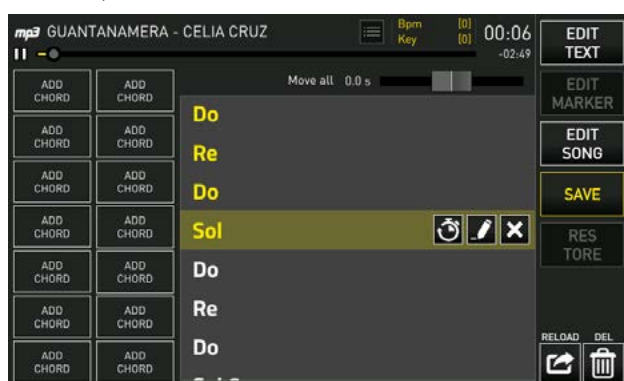 mp3 GUANTANAMERA - CELIA CRUZ
Bpm [0]
Key [0]
00:06
-02:49
Move all 0.0 s
ADD CHORD ADD CHORD
ADD CHORD ADD CHORD
ADD CHORD ADD CHORD
ADD CHORD ADD CHORD
ADD CHORD ADD CHORD
ADD CHORD ADD CHORD
ADD CHORD ADD CHORD
Do
Re
Do
Sol
Do
Re
Do
EDIT
TEXT
EDIT
MARKER
EDIT
SONG
SAVE
RES
TORE
RELOAD DEL